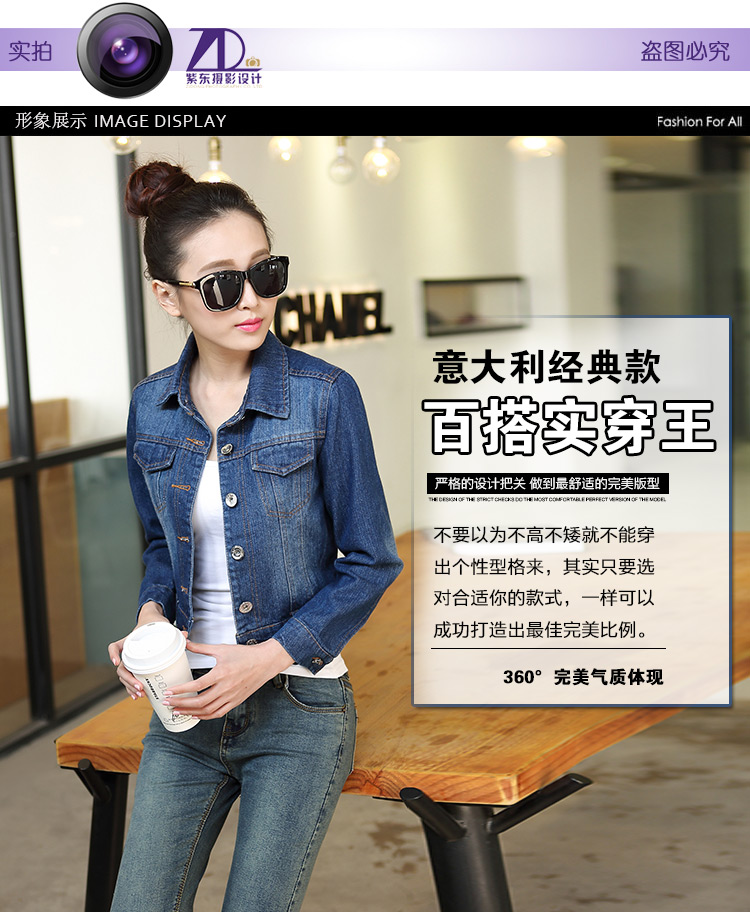 实拍
ZD
紫东摄影设计
盗图必究
形象展示 IMAGE DISPLAY
Fashion For All
CHANEL
意大利经典款
百搭实穿王
严格的设计把关 做到最舒适的完美版型
THE DESIGN OF THE STRICT CHECKS DO THE MOST COMFORTABLE PERFECT VERSION OF THE MODEL
不要以为不高不矮就不能穿
出个性型格来，其实只要选
对合适你的款式，一样可以
成功打造出最佳完美比例。
360° 完美气质体现